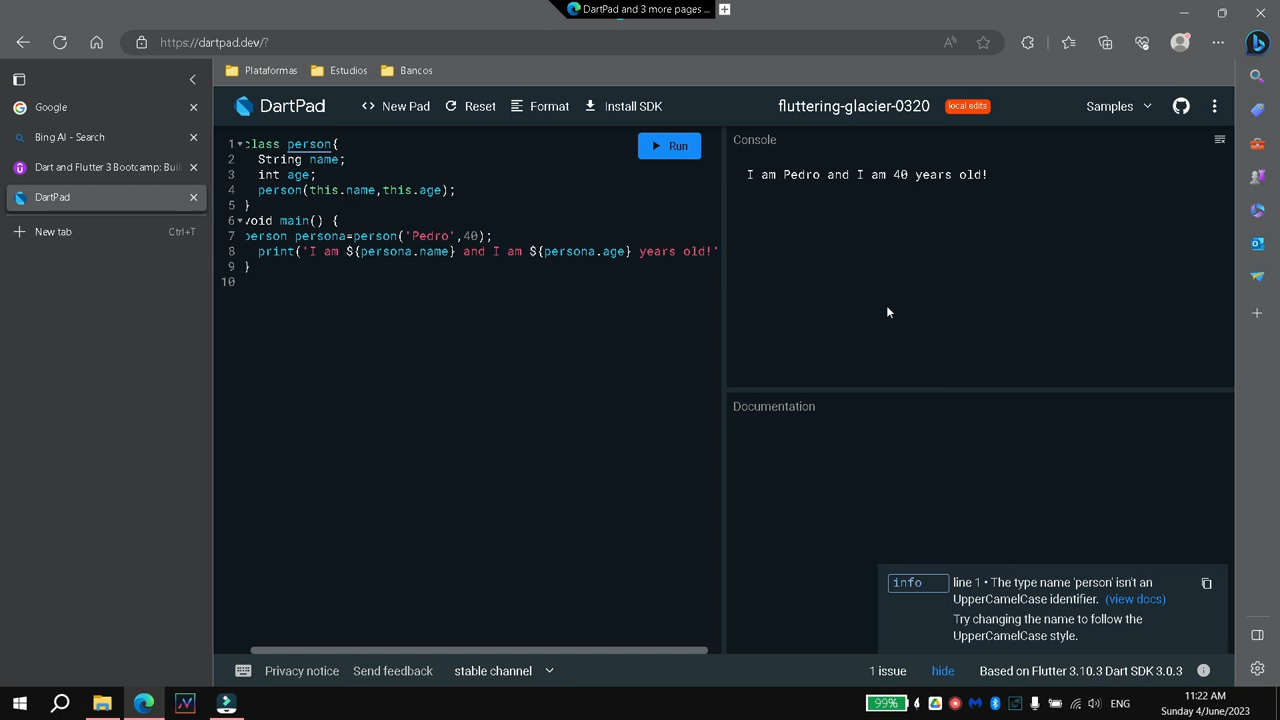 DartPad and 3 more pages ...
https://dartpad.dev/?
Plataformas
Estudios
Bancos
Google
Bing AI - Search
Dart and Flutter 3 Bootcamp: Buil
DartPad
New tab
Ctrl+T
DartPad
New Pad
Reset
Format
Install SDK
fluttering-glacier-0320
local edits
Samples
Run
1 class person{
2 String name;
3 int age;
4 person(this.name,this.age);
5 }
6 void main() {
7 person persona=person('Pedro',40);
8 print('I am ${persona.name} and I am ${persona.age} years old!'
9 }
10
Console
I am Pedro and I am 40 years old!
Documentation
info
line 1 • The type name 'person' isn't an
UpperCamelCase identifier. (view docs)
Try changing the name to follow the
UpperCamelCase style.
Privacy notice
Send feedback
stable channel
1 issue
hide
Based on Flutter 3.10.3 Dart SDK 3.0.3
99%
ENG
11:22 AM
Sunday 4/June/2023